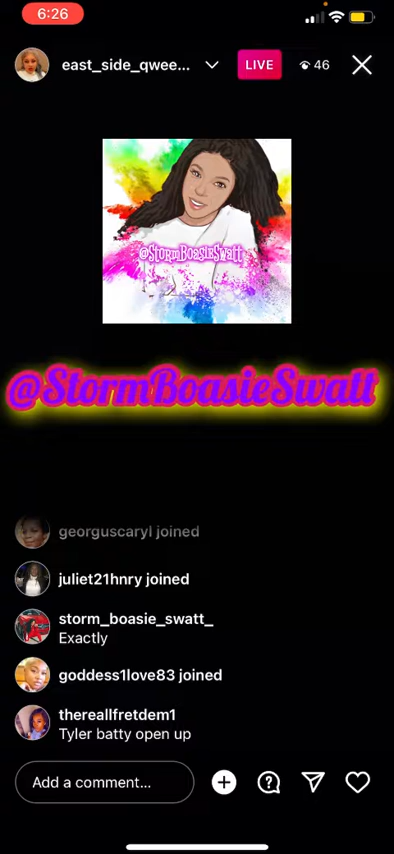 6:26
east_side_qwee...
LIVE
46
@StormBoasieSwatt
@StormBoasieSwatt
georguscaryl joined
juliet21hnry joined
storm_boasie_swatt_
Exactly
goddess1love83 joined
thereallfretdem1
Tyler batty open up
Add a comment...